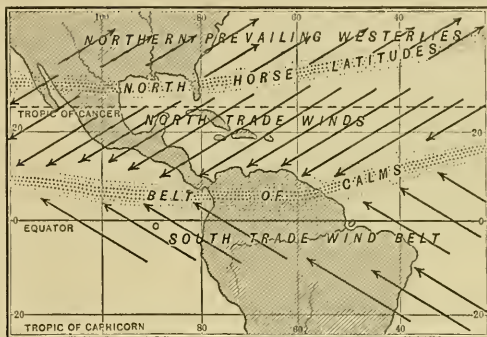 100 80 60 40
NORTHERN PREVAILING WESTERLIES
NORTH HORSE LATITUDES
TROPIC OF CANCER
NORTH TRADE WINDS
20 20
BELT OF CALMS
0 0
EQUATOR
SOUTH TRADE WIND BELT
20 20
TROPIC OF CAPRICORN 80 60 40